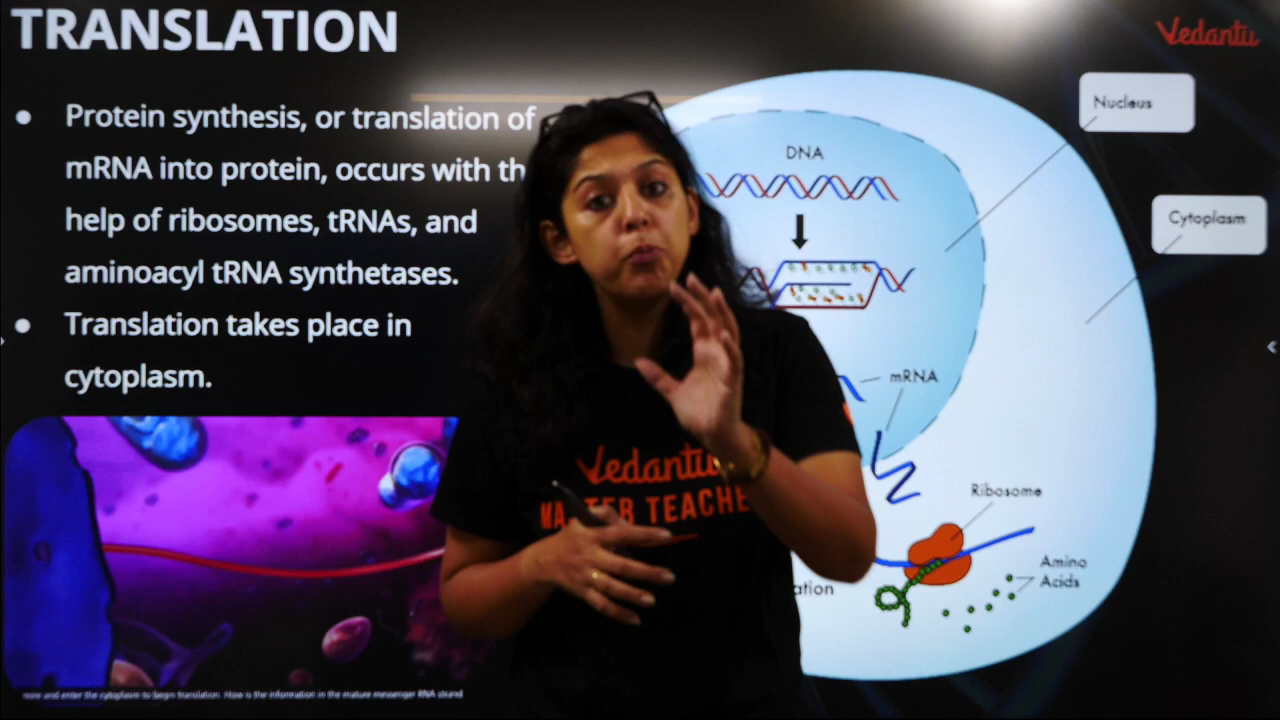 TRANSLATION
Vedantu
Protein synthesis, or translation of
mRNA into protein, occurs with th
help of ribosomes, tRNAs, and
aminoacyl tRNA synthetases.
Translation takes place in
cytoplasm.
more and enter the cytoplasm to begin translation. How is the information in the mature messenger RNA strand
Nucleus
Cytoplasm
DNA
mRNA
Ribosome
Amino
Acids
ation
Vedantu
MA TER TEACHE